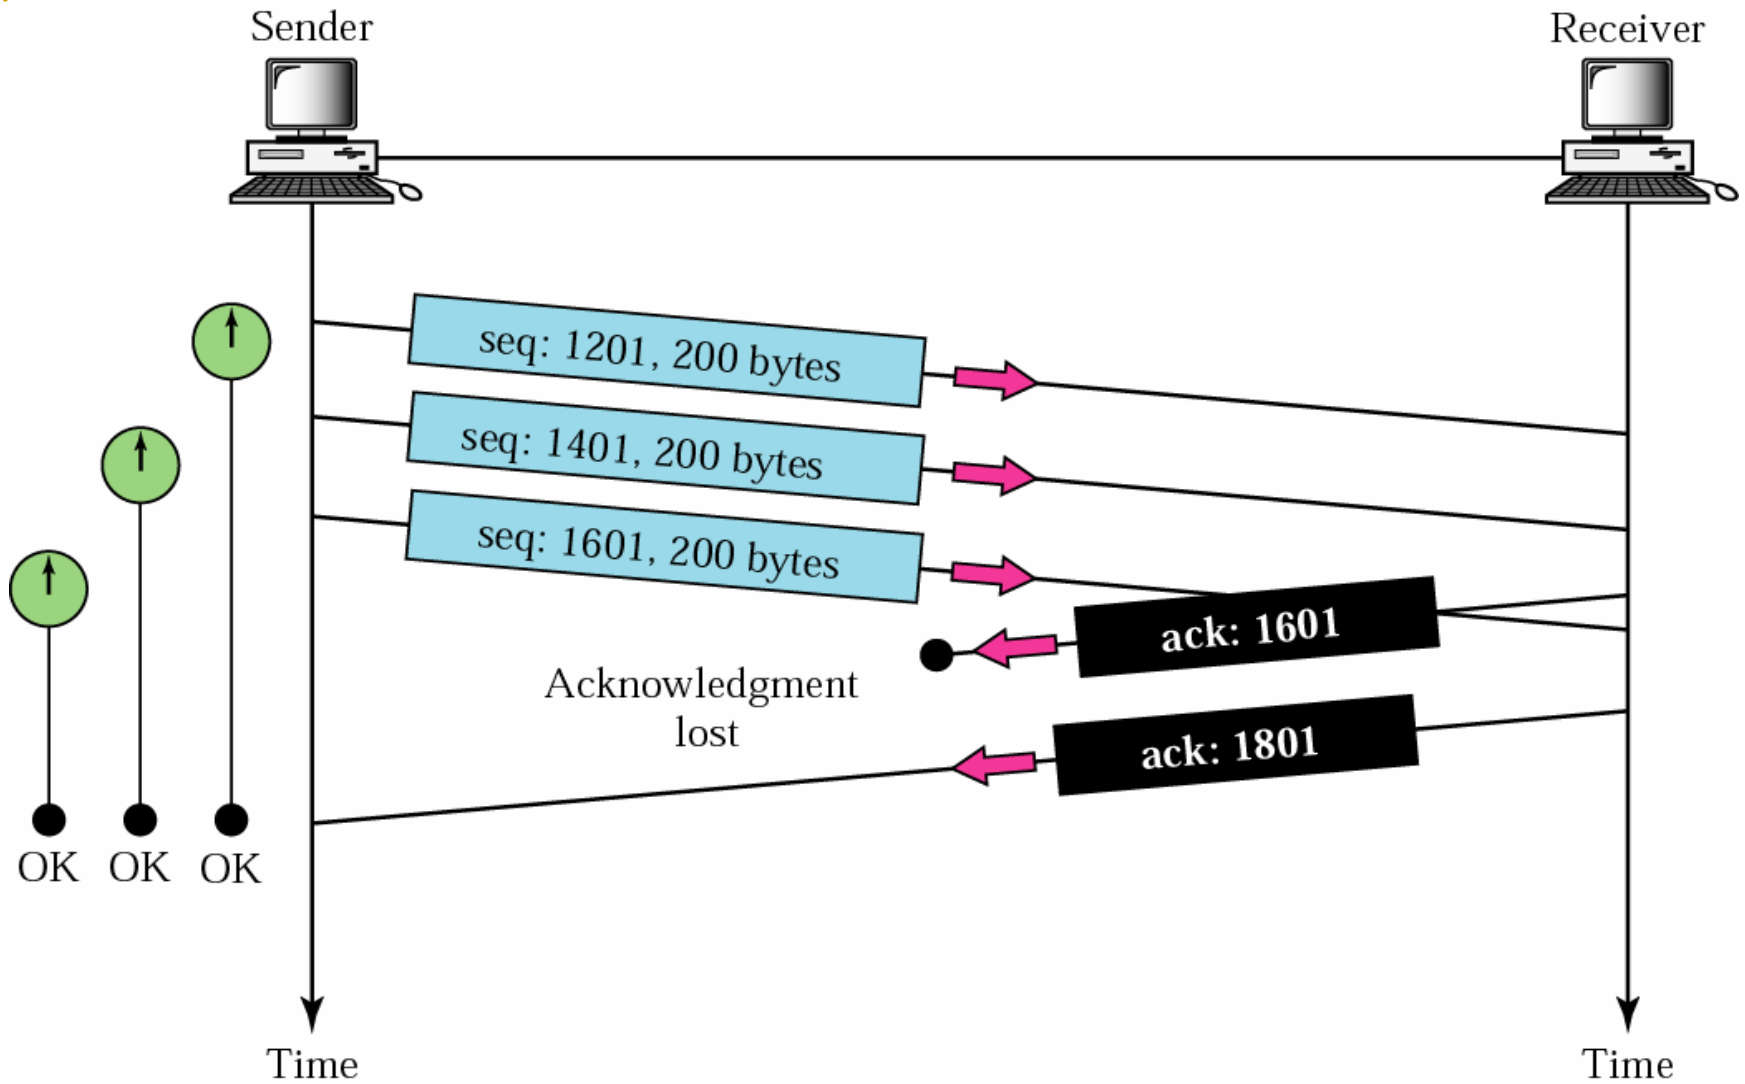 Sender
Receiver
seq: 1201, 200 bytes
seq: 1401, 200 bytes
seq: 1601, 200 bytes
ack: 1601
Acknowledgment
lost
ack: 1801
OK
OK
OK
Time
Time